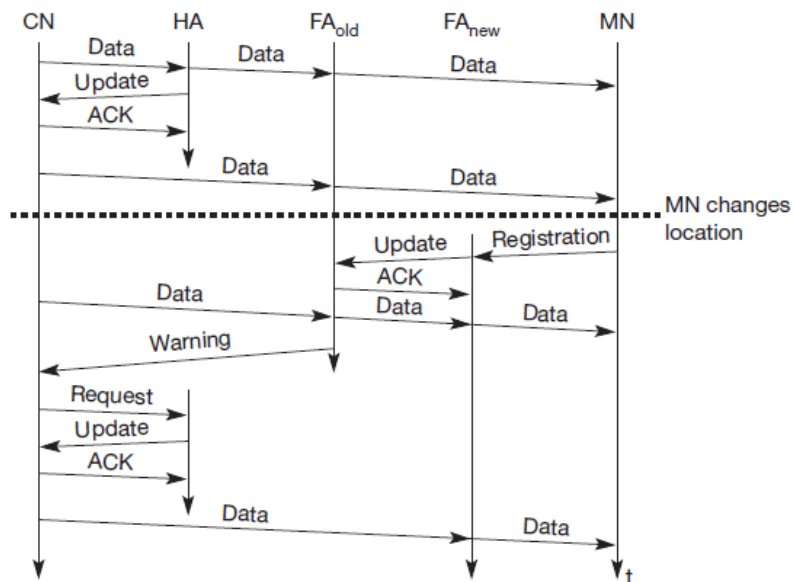 CN HA FAold FAnew MN
Data Data Data
Update
ACK
Data Data
MN changes
location
Update Registration
ACK
Data Data Data
Warning
Request
Update
ACK
Data Data
t